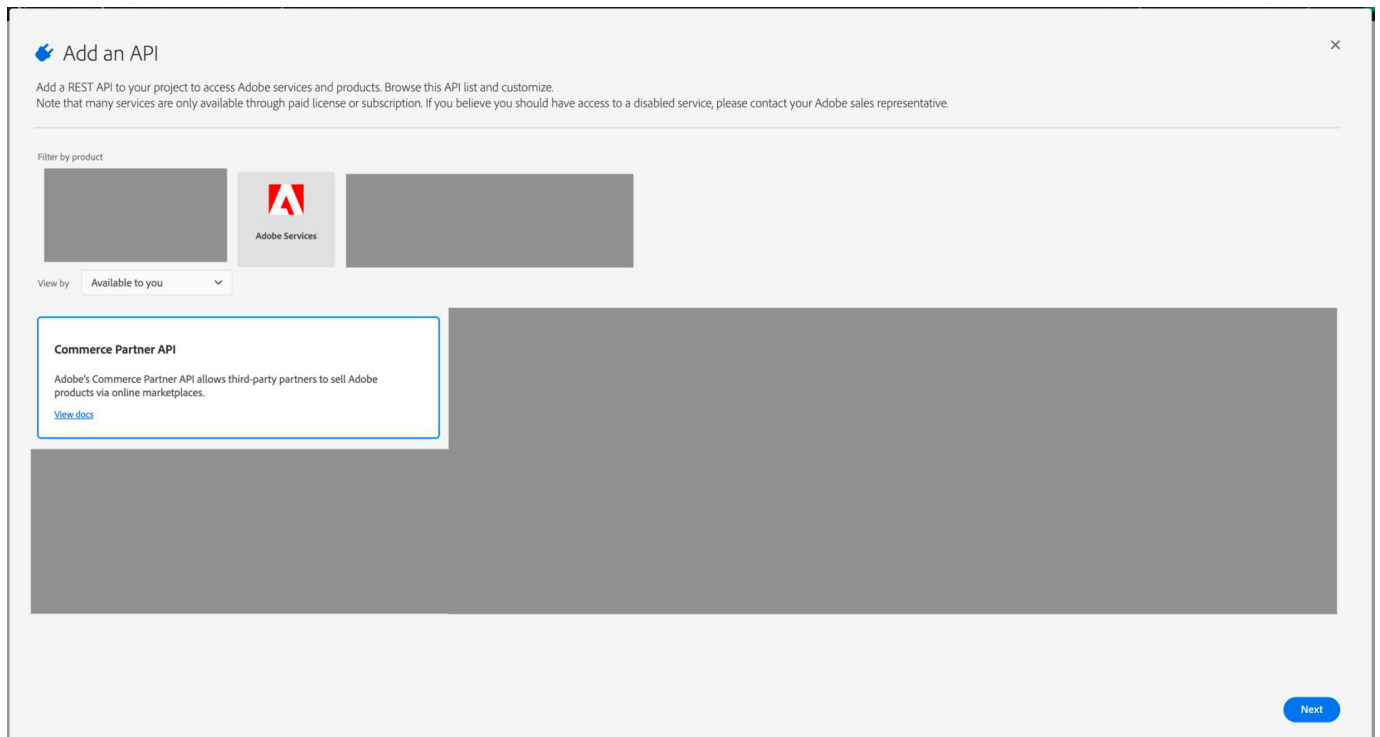 Add an API
Add a REST API to your project to access Adobe services and products. Browse this API list and customize.
Note that many services are only available through paid license or subscription. If you believe you should have access to a disabled service, please contact your Adobe sales representative.
Filter by product
Adobe Services
View by Available to you
Commerce Partner API
Adobe's Commerce Partner API allows third-party partners to sell Adobe
products via online marketplaces.
View docs
Next